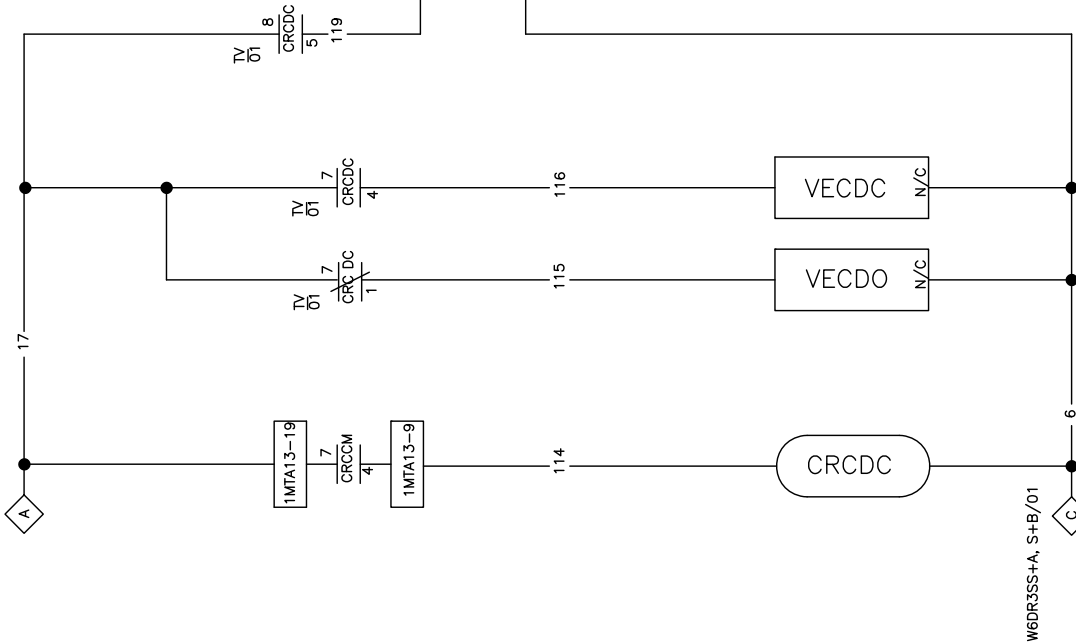 8
CRCDC
5
119
TV
01
7
CRCDC
4
TV
01
116
VECDC
N/C
7
CRC DC
1
TV
01
115
VECDO
N/C
17
1MTA13-19
7
CRCCM
4
1MTA13-9
114
CRCDC
6
A
C
W6DR3SS+A, S+B/01